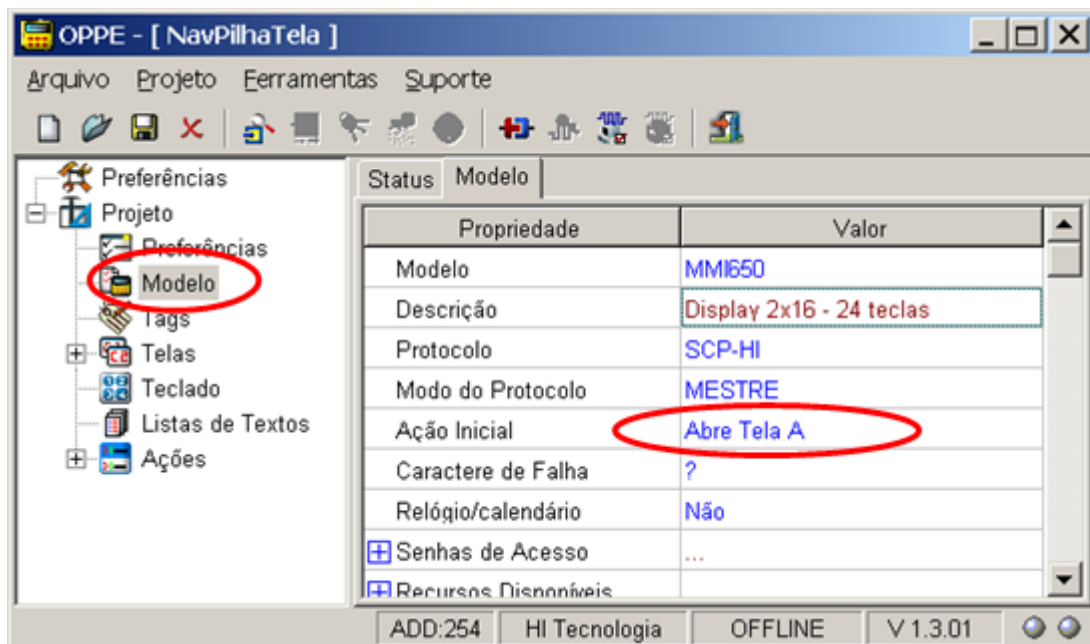 OPPE - [ NavPilhaTela ]
Arquivo Projeto Ferramentas Suporte
Preferências
Projeto
Preferências
Modelo
Tags
Telas
Teclado
Listas de Textos
Ações
Status Modelo
Propriedade Valor
Modelo MMI650
Descrição Display 2x16 - 24 teclas
Protocolo SCP-HI
Modo do Protocolo MESTRE
Ação Inicial Abre Tela A
Caractere de Falha ?
Relógio/calendário Não
Senhas de Acesso ...
Recursos Disponíveis
ADD:254 HI Tecnologia OFFLINE V 1.3.01